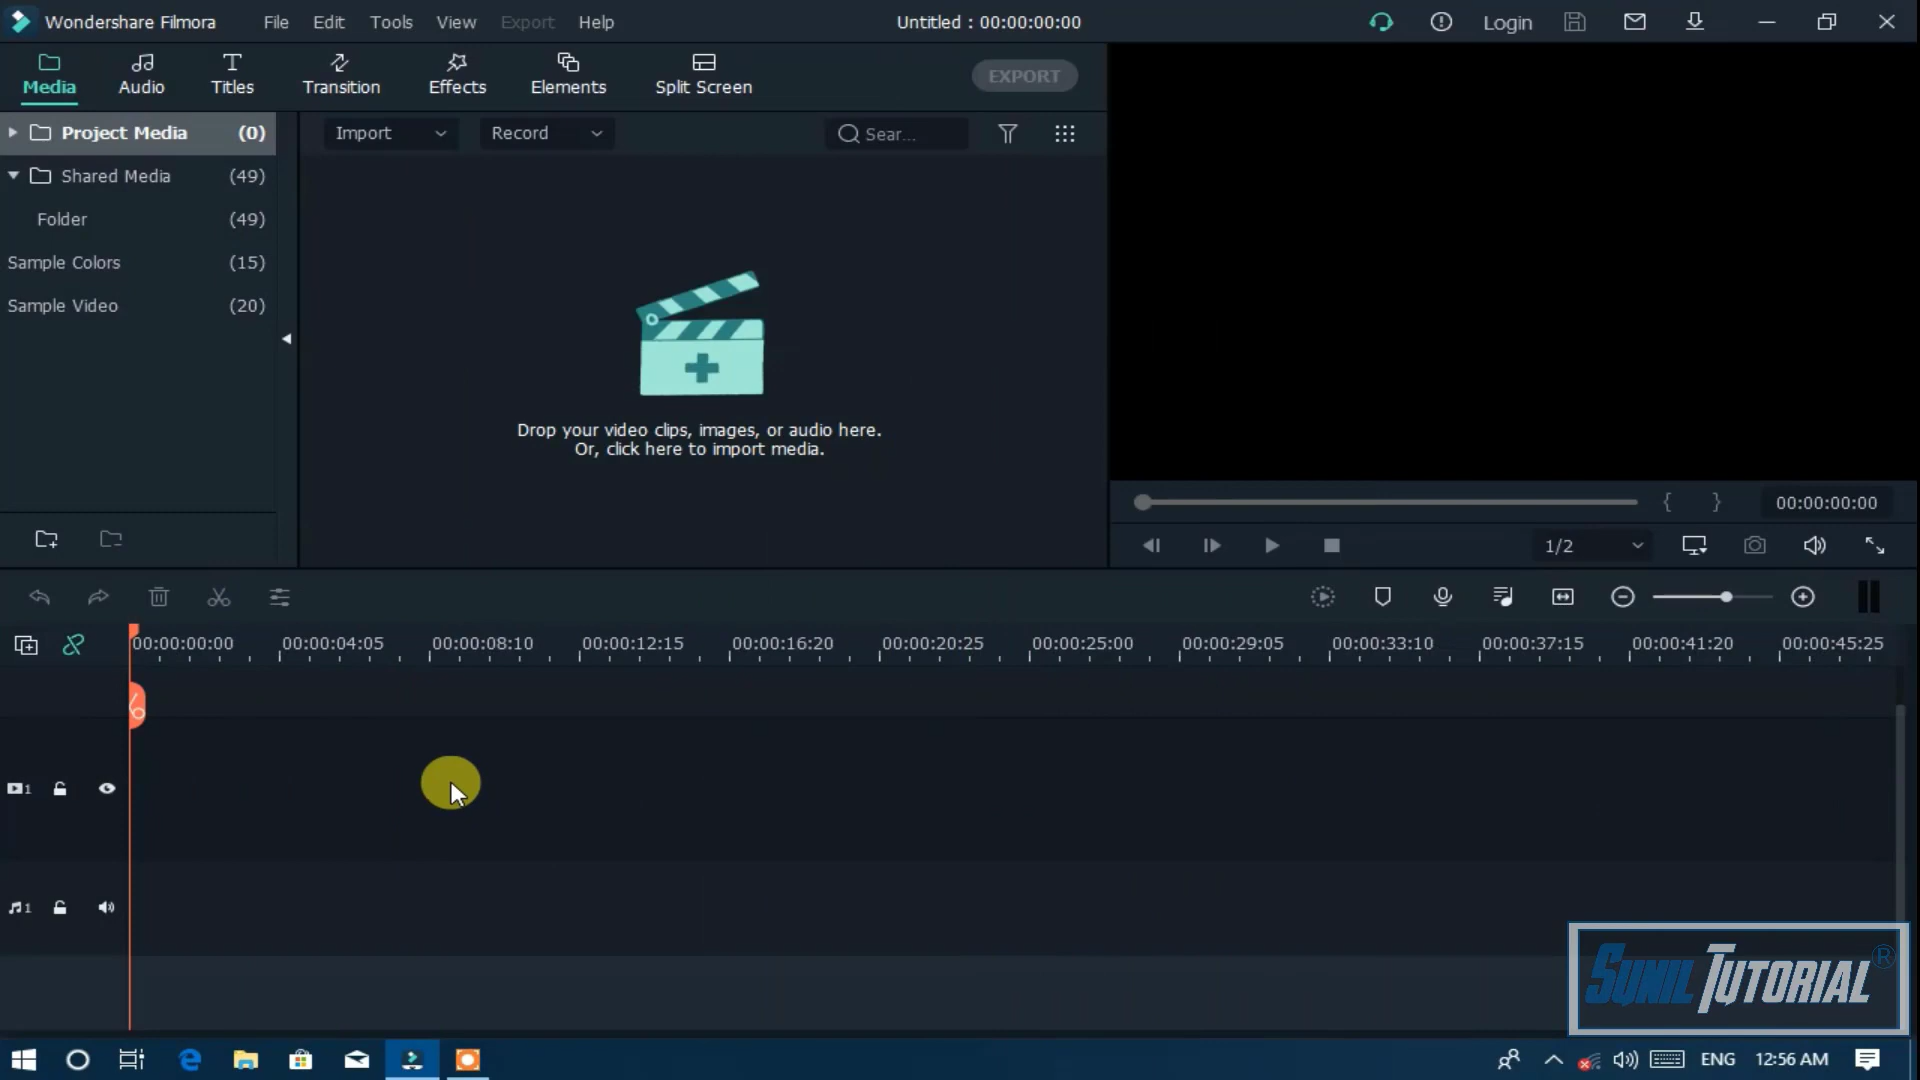 Wondershare Filmora File Edit Tools View Export Help Untitled : 00:00:00:00 Login
Media Audio Titles Transition Effects Elements Split Screen EXPORT
Project Media (0) Import Record Sear...
Shared Media (49)
Folder (49)
Sample Colors (15)
Sample Video (20)
Drop your video clips, images, or audio here.
Or, click here to import media.
{ } 00:00:00:00
1/2
00:00:00:00 00:00:04:05 00:00:08:10 00:00:12:15 00:00:16:20 00:00:20:25 00:00:25:00 00:00:29:05 00:00:33:10 00:00:37:15 00:00:41:20 00:00:45:25
1
1
SUNIL TUTORIAL®
ENG 12:56 AM